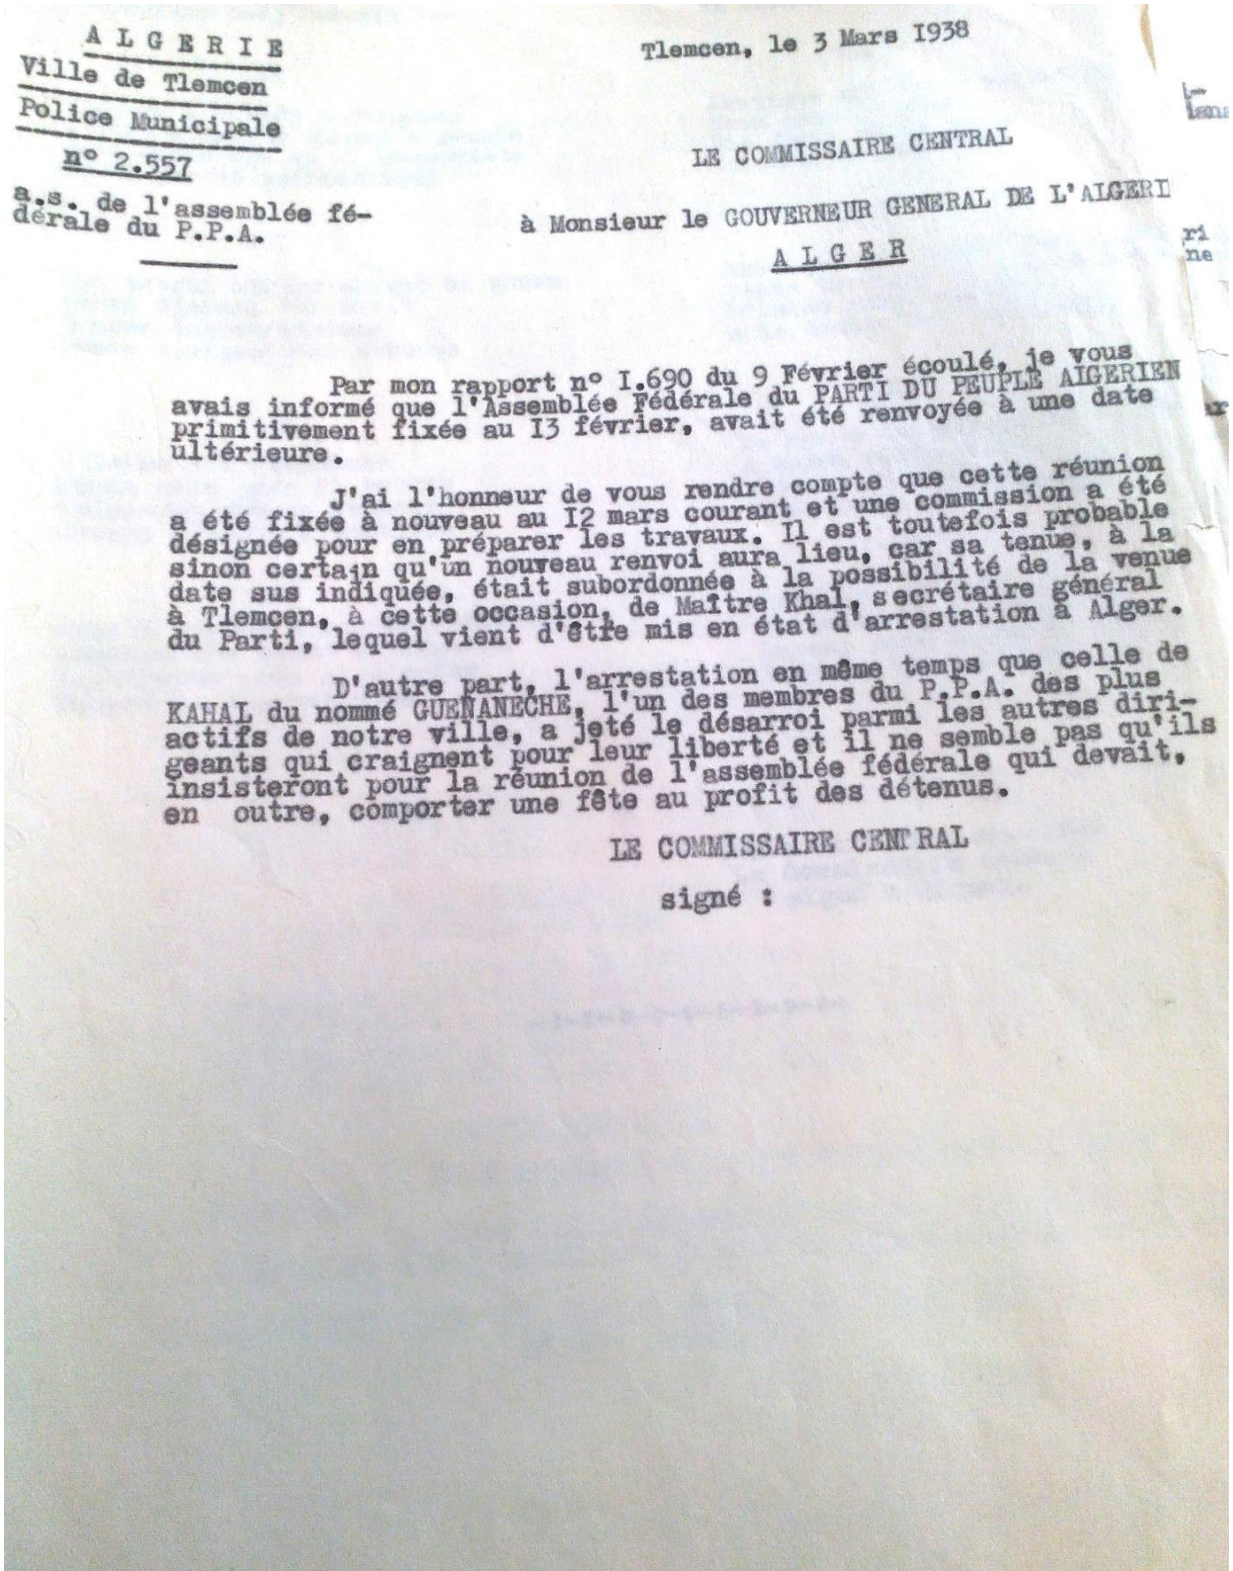 A L G E R I E
Ville de Tlemcen
Police Municipale
n° 2.557
a.s. de l'assemblée fé-
dérale du P.P.A.
Tlemcen, le 3 Mars I938
LE COMMISSAIRE CENTRAL
à Monsieur le GOUVERNEUR GENERAL DE L'ALGERI
A L G E R
Par mon rapport n° I.690 du 9 Février écoulé, je vous
avais informé que l'Assemblée Fédérale du PARTI DU PEUPLE AIGERIEN
primitivement fixée au I3 février, avait été renvoyée à une date
ultérieure.
J'ai l'honneur de vous rendre compte que cette réunion
a été fixée à nouveau au I2 mars courant et une commission a été
désignée pour en préparer les travaux. Il est toutefois probable
sinon certain qu'un nouveau renvoi aura lieu, car sa tenue, à la
date sus indiquée, était subordonnée à la possibilité de la venue
à Tlemcen, à cette occasion, de Maître Khal, secrétaire général
du Parti, lequel vient d'être mis en état d'arrestation à Alger.
D'autre part, l'arrestation en même temps que celle de
KAHAL du nommé GUENANECHE, l'un des membres du P.P.A. des plus
actifs de notre ville, a jeté le désarroi parmi les autres diri-
geants qui craignent pour leur liberté et il ne semble pas qu'ils
insisteront pour la réunion de l'assemblée fédérale qui devait,
en outre, comporter une fête au profit des détenus.
LE COMMISSAIRE CENTRAL
signé :
ri
ne